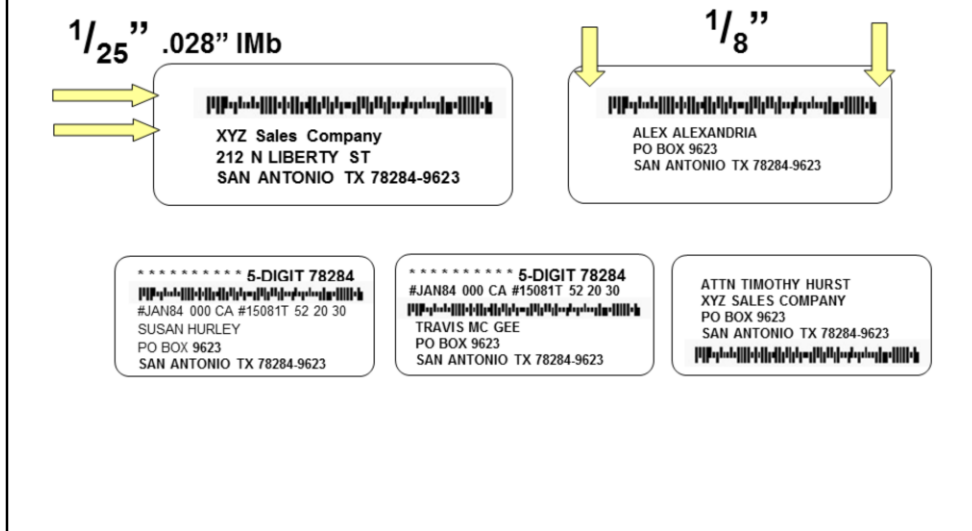 1/25” .028” IMb
XYZ Sales Company
212 N LIBERTY ST
SAN ANTONIO TX 78284-9623
1/8”
ALEX ALEXANDRIA
PO BOX 9623
SAN ANTONIO TX 78284-9623
* * * * * * * * * * 5-DIGIT 78284
#JAN84 000 CA #15081T 52 20 30
SUSAN HURLEY
PO BOX 9623
SAN ANTONIO TX 78284-9623
* * * * * * * * * * 5-DIGIT 78284
#JAN84 000 CA #15081T 52 20 30
TRAVIS MC GEE
PO BOX 9623
SAN ANTONIO TX 78284-9623
ATTN TIMOTHY HURST
XYZ SALES COMPANY
PO BOX 9623
SAN ANTONIO TX 78284-9623